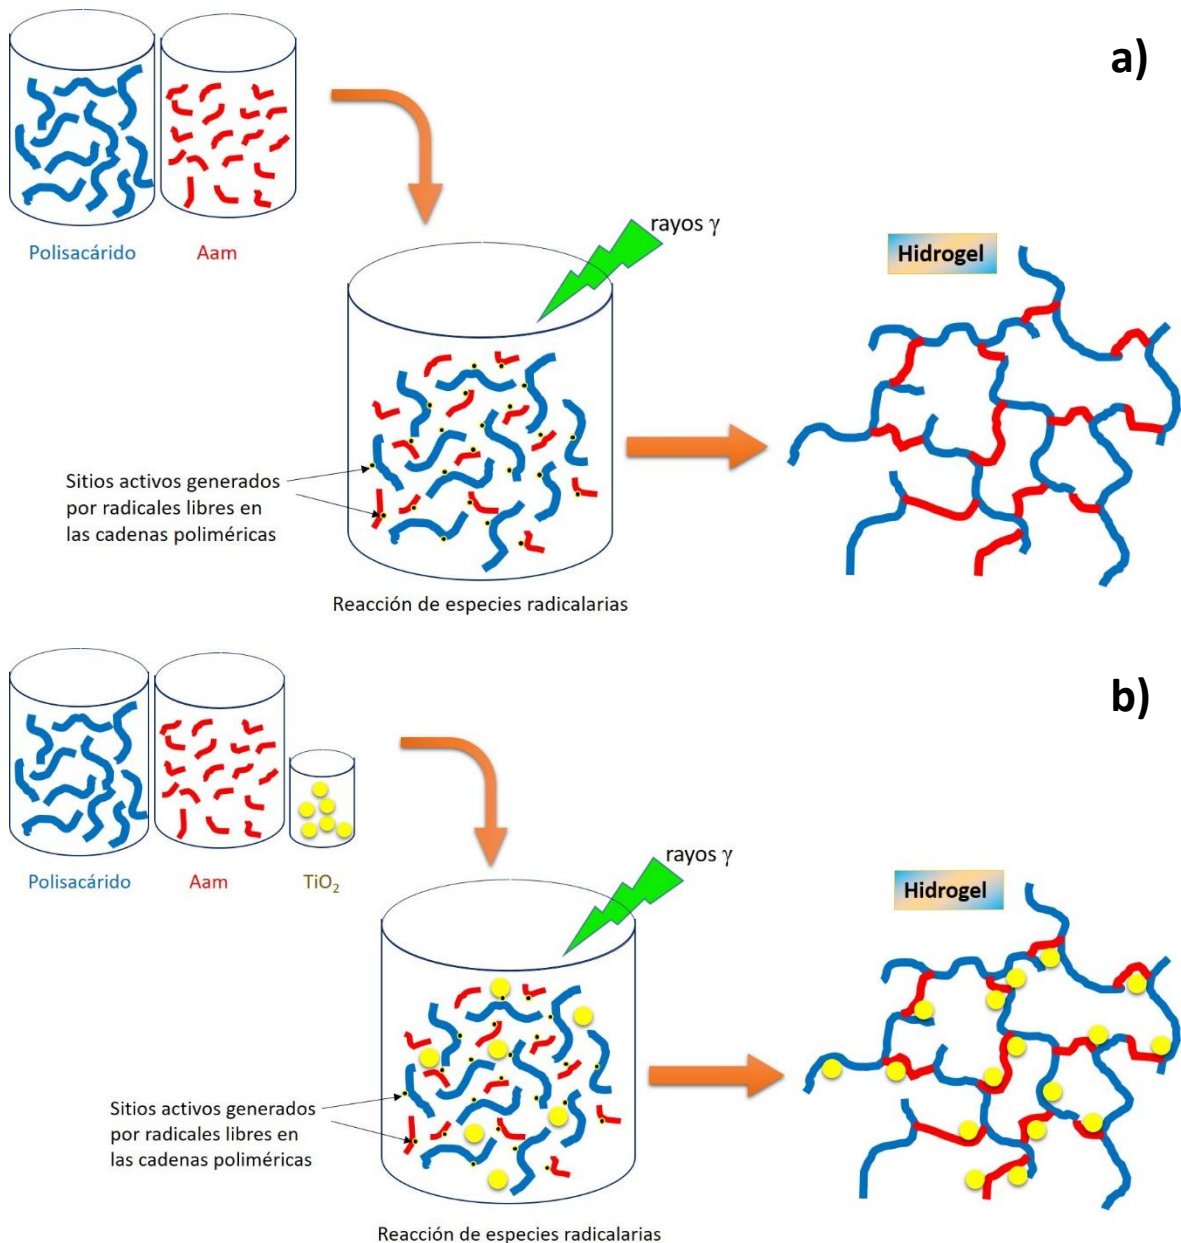 a)
Polisacárido
Aam
rayos γ
Hidrogel
Sitios activos generados
por radicales libres en
las cadenas poliméricas
Reacción de especies radicalarias
b)
Polisacárido
Aam
TiO₂
rayos γ
Hidrogel
Sitios activos generados
por radicales libres en
las cadenas poliméricas
Reacción de especies radicalarias